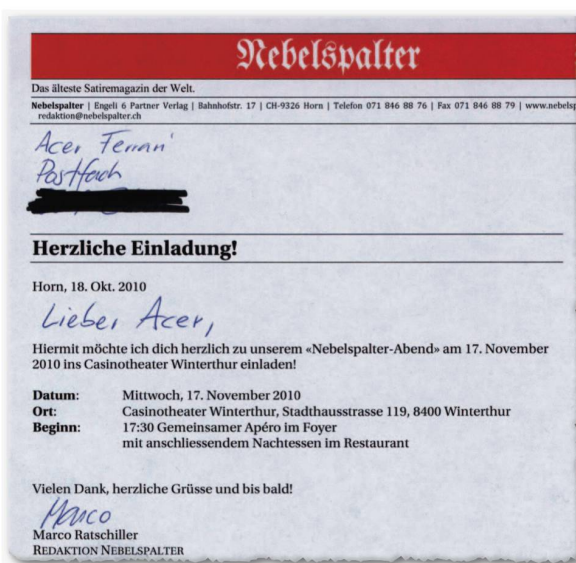 Nebelspalter
Das älteste Satiremagazin der Welt.
Nebelspalter | Engeli & Partner Verlag | Bahnhofstr. 17 | CH-9326 Horn | Telefon 071 846 88 76 | Fax 071 846 88 79 |
redaktion@nebelspalter.ch
Acer Ferrari
Postfach
Herzliche Einladung!
Horn, 18. Okt. 2010
Lieber Acer,
Hiermit möchte ich dich herzlich zu unserem «Nebelspalter-Abend» am 17. November
2010 ins Casinotheater Winterthur einladen!
Datum: Mittwoch, 17. November 2010
Ort: Casinotheater Winterthur, Stadthausstrasse 119, 8400 Winterthur
Beginn: 17:30 Gemeinsamer Apéro im Foyer
mit anschliessendem Nachtessen im Restaurant
Vielen Dank, herzliche Grüsse und bis bald!
Marco
Marco Ratschiller
REDAKTION NEBELSPALTER